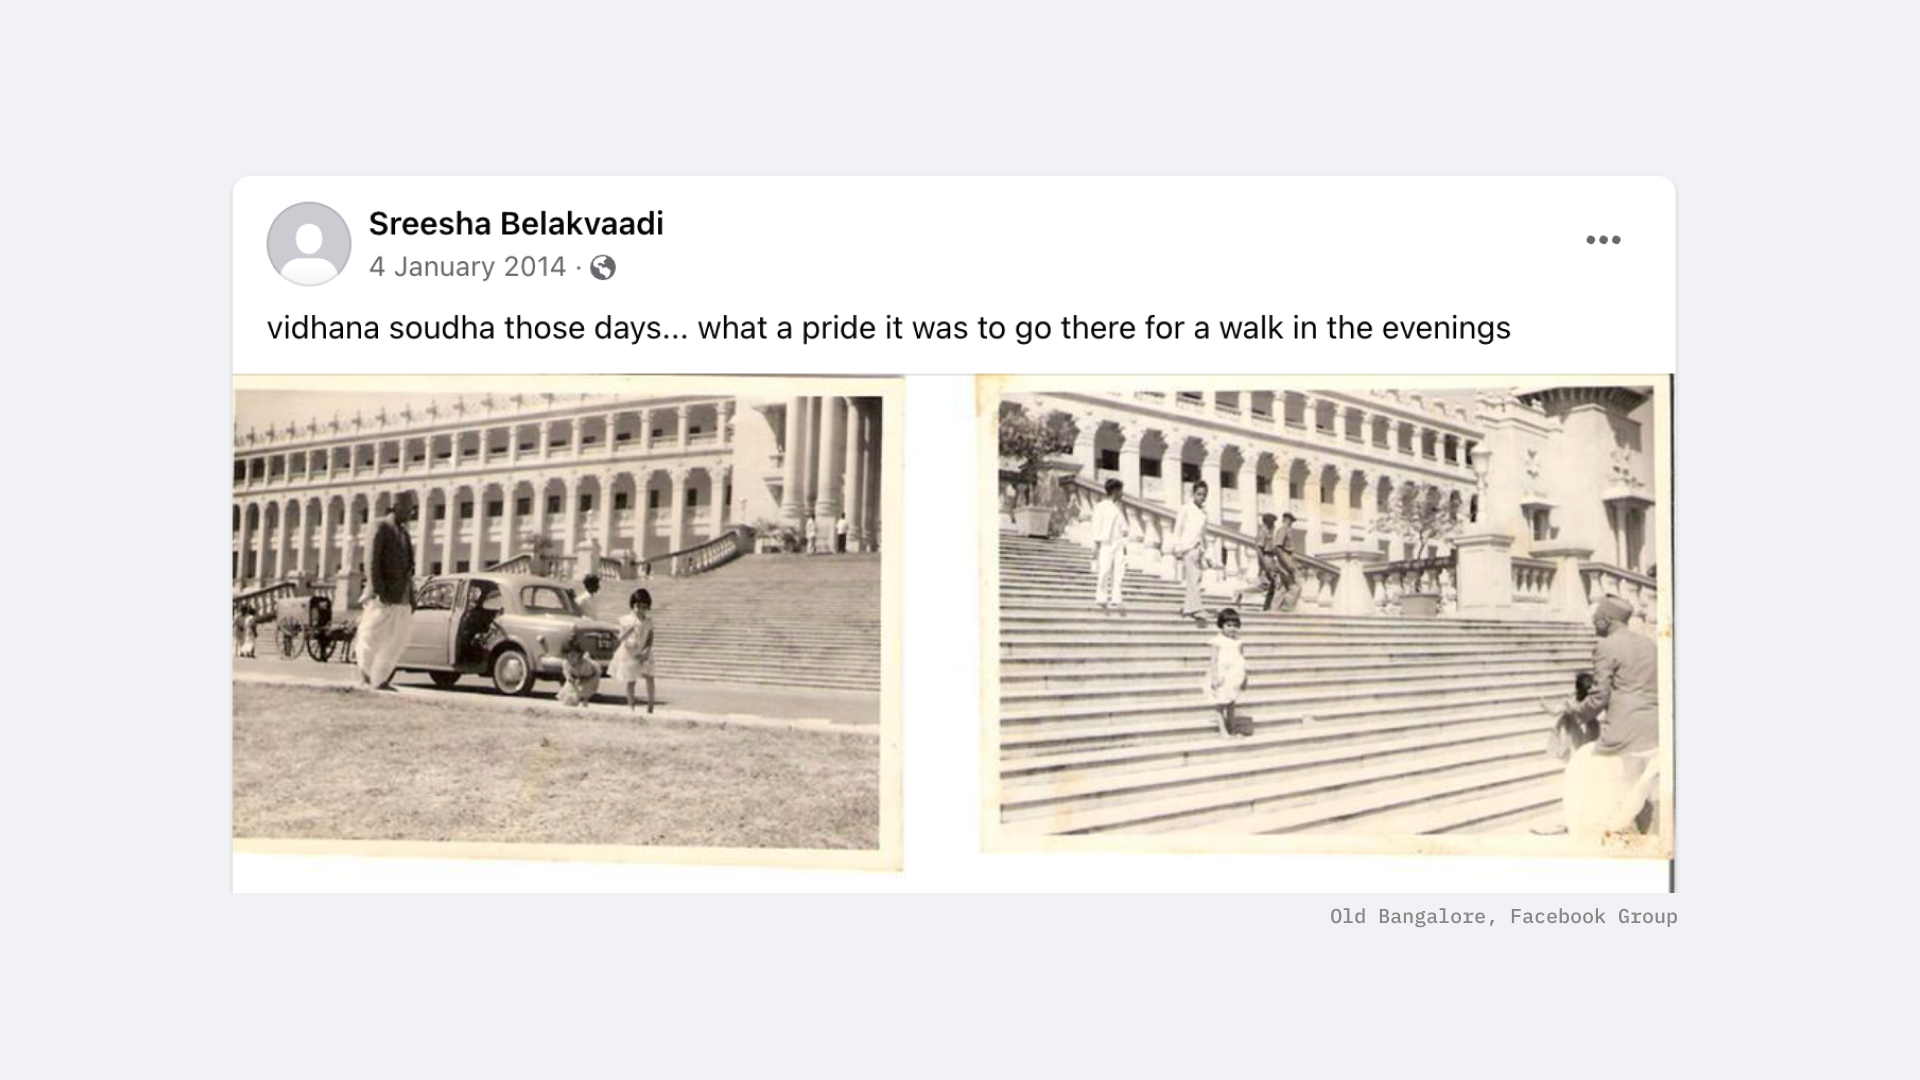 Sreesha Belakvaadi
4 January 2014 ·
vidhana soudha those days... what a pride it was to go there for a walk in the evenings
Old Bangalore, Facebook Group